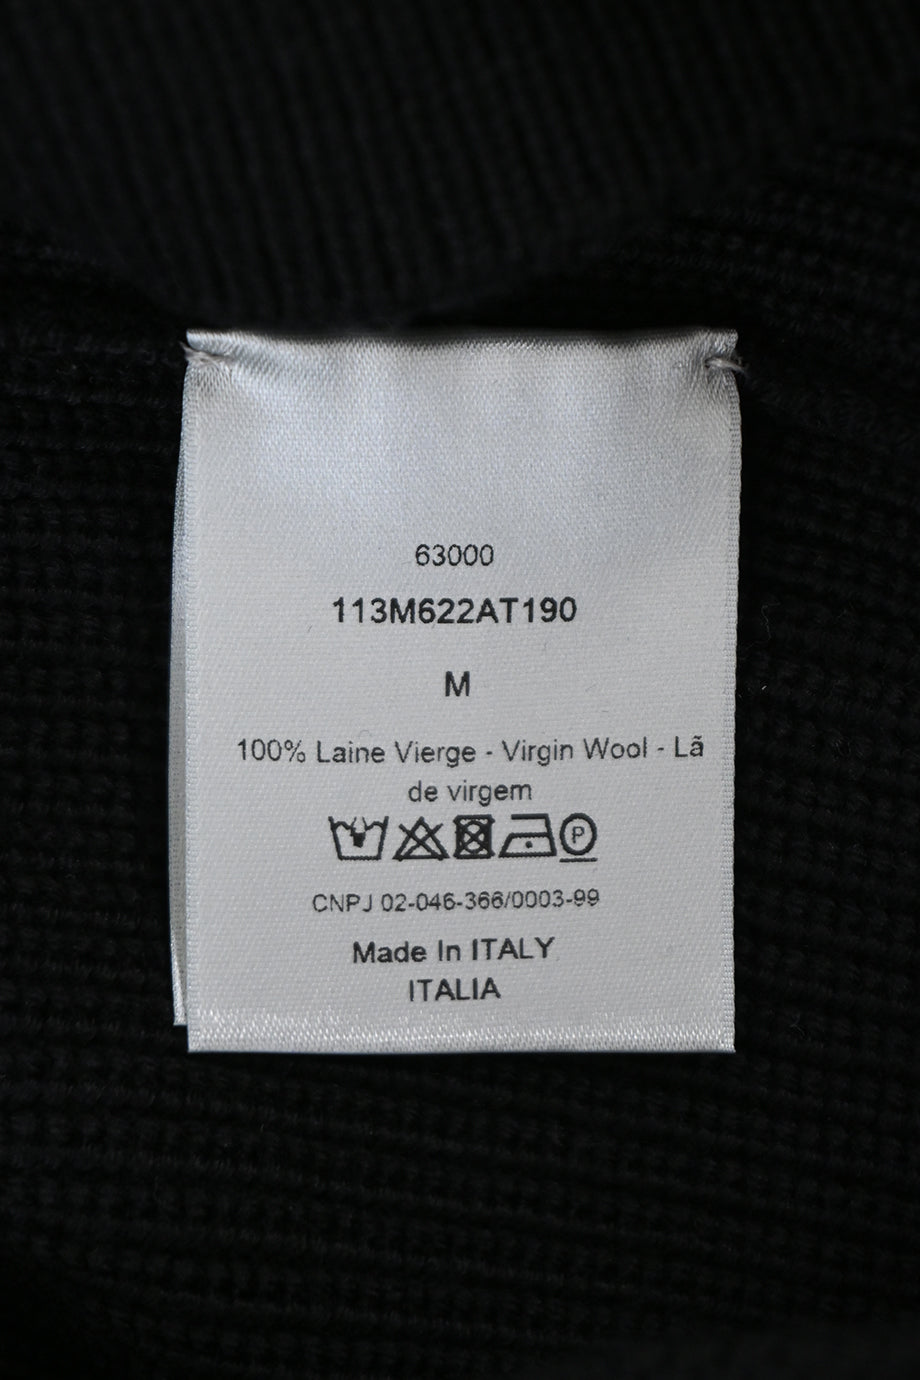 63000
113M622AT190
M
100% Laine Vierge - Virgin Wool - Lã
de virgem
P
CNPJ 02-046-366/0003-99
Made In ITALY
ITALIA